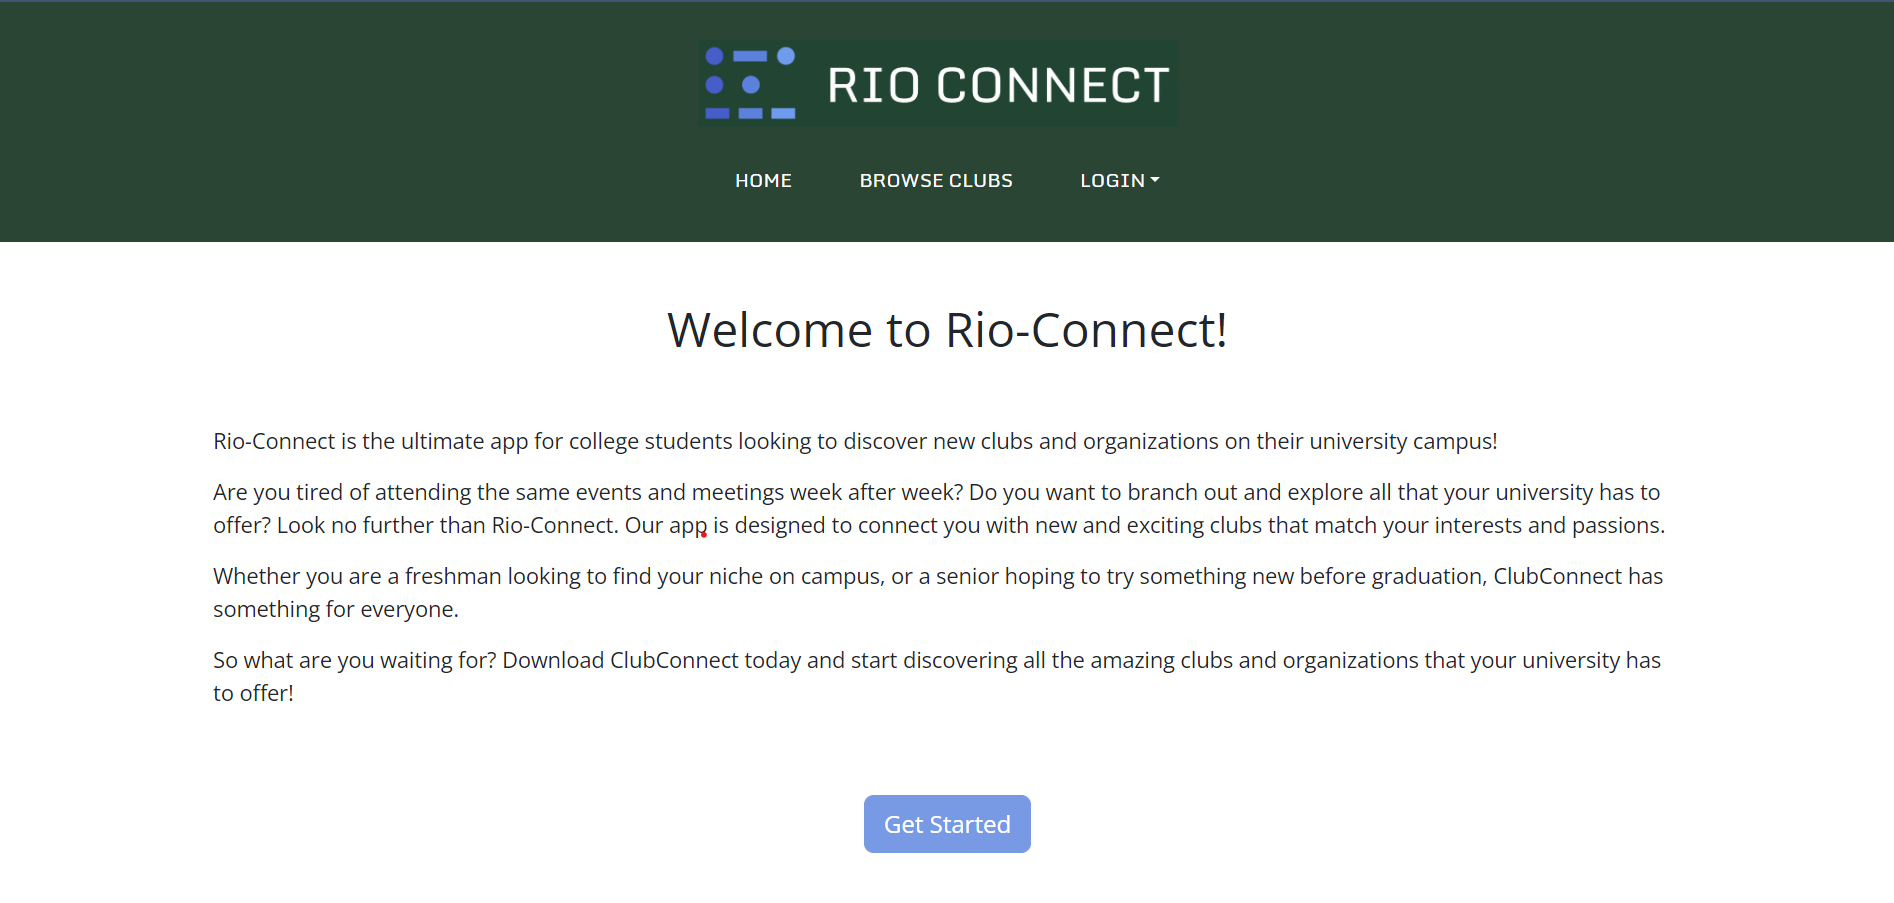 RIO CONNECT
HOME
BROWSE CLUBS
LOGIN
Welcome to Rio-Connect!
Rio-Connect is the ultimate app for college students looking to discover new clubs and organizations on their university campus!
Are you tired of attending the same events and meetings week after week? Do you want to branch out and explore all that your university has to
offer? Look no further than Rio-Connect. Our app is designed to connect you with new and exciting clubs that match your interests and passions.
Whether you are a freshman looking to find your niche on campus, or a senior hoping to try something new before graduation, ClubConnect has
something for everyone.
So what are you waiting for? Download ClubConnect today and start discovering all the amazing clubs and organizations that your university has
to offer!
Get Started